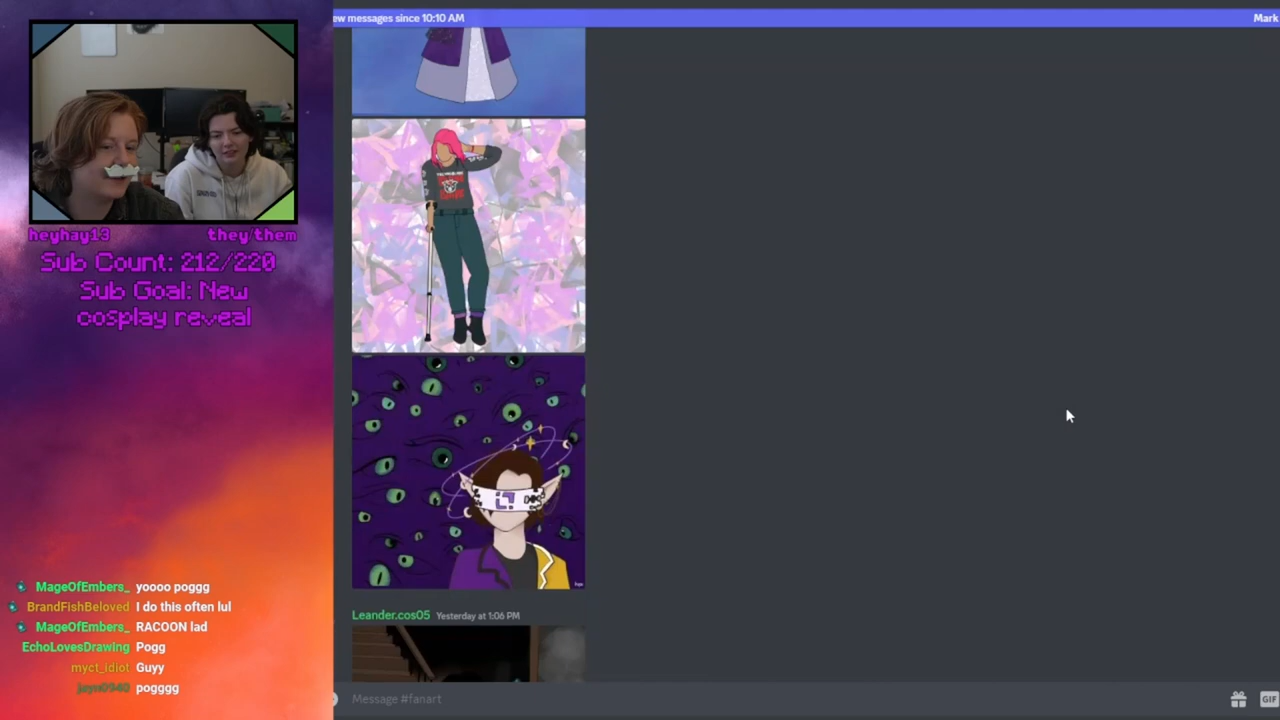 ew messages since 10:10 AM
Mark
heyhay13
they/them
Sub Count: 212/220
Sub Goal: New
cosplay reveal
MageOfEmbers_ yoooo poggg
BrandFishBeloved I do this often lul
MageOfEmbers_ RACOON lad
EchoLovesDrawing Pogg
myct_idiot Guyy
pogggg
Leander.cos05 Yesterday at 1:06 PM
Message #fanart
GIF